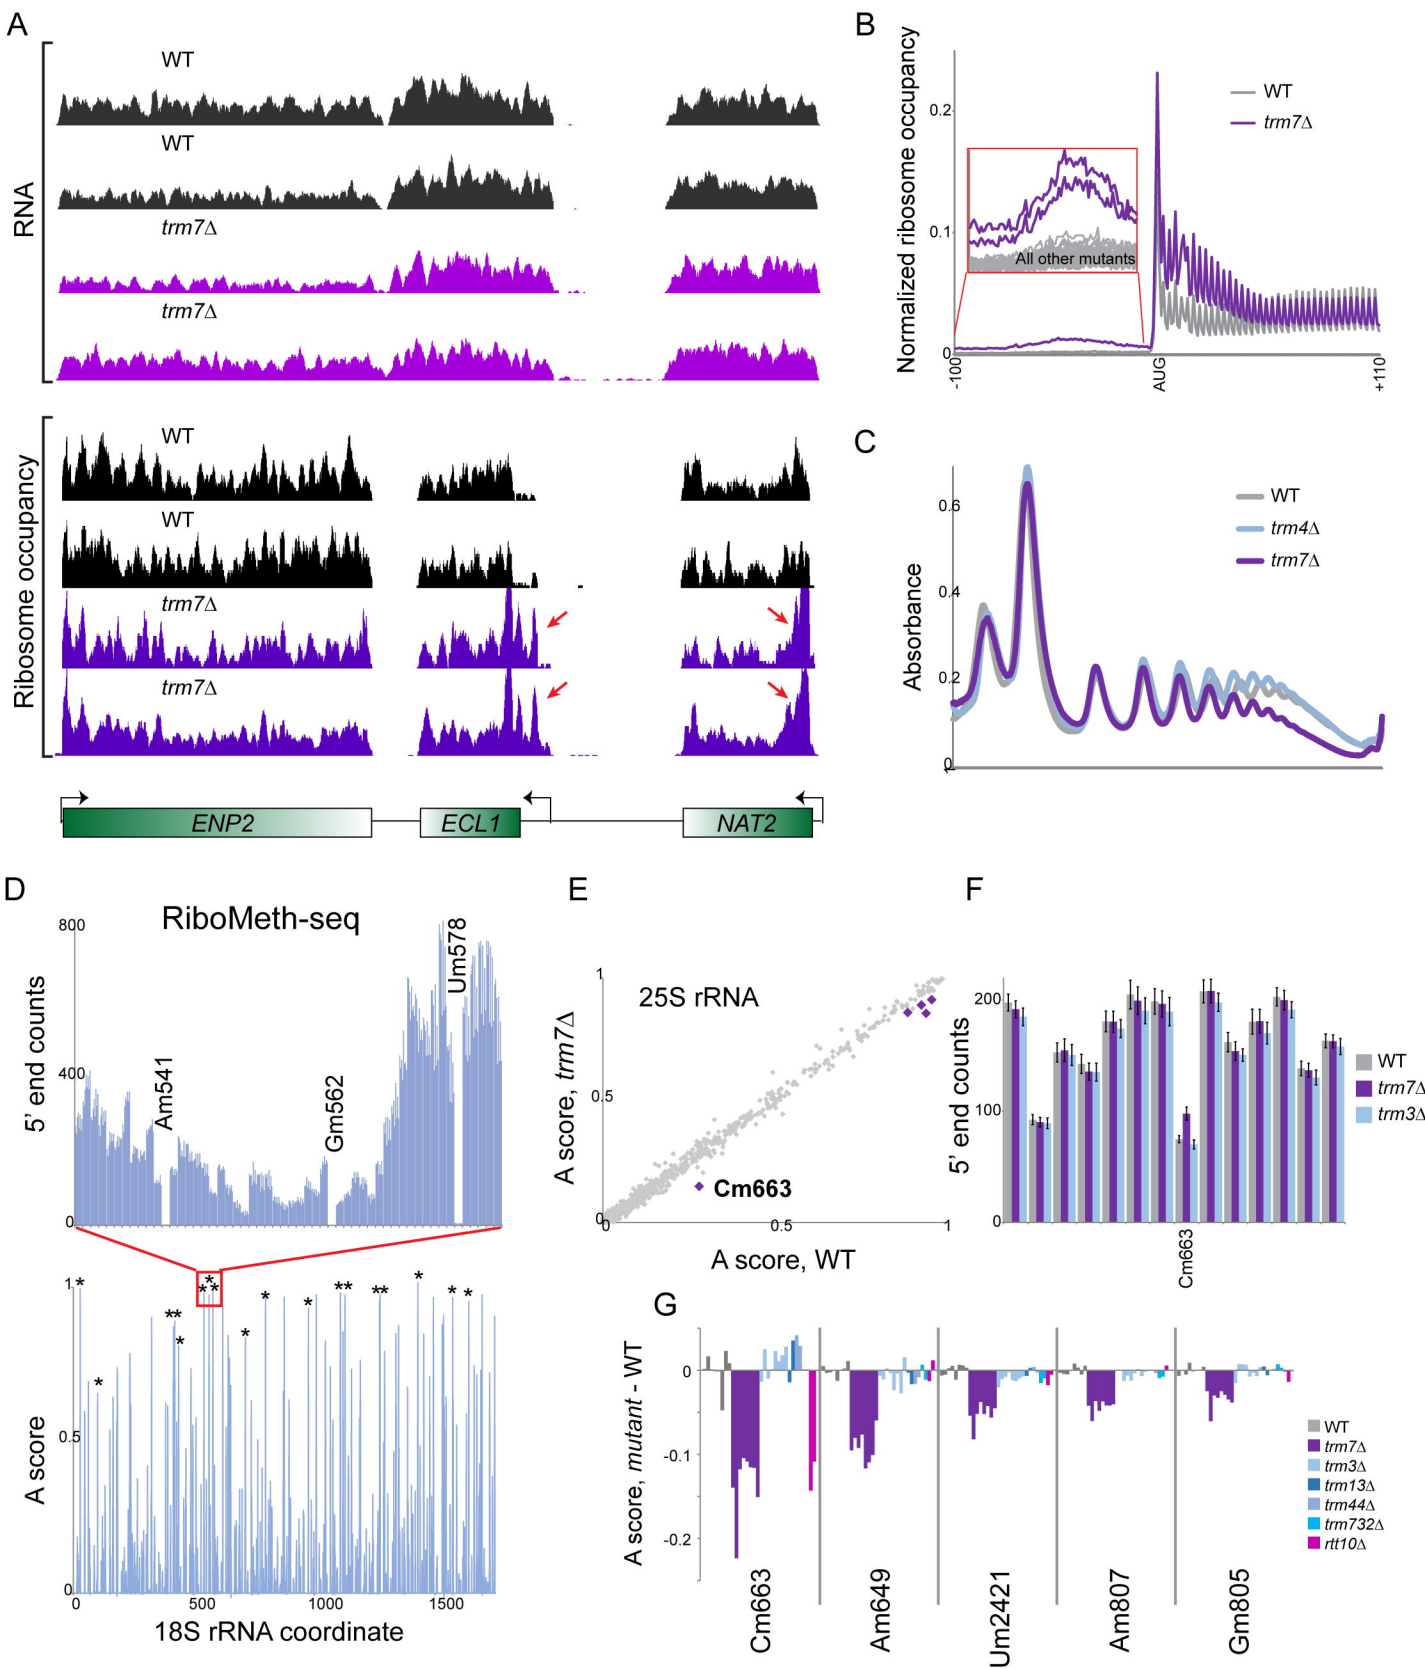 A
RNA
WT
WT
trm7Δ
trm7Δ
Ribosome occupancy
WT
WT
trm7Δ
trm7Δ
ENP2
ECL1
NAT2
B
Normalized ribosome occupancy
0.2
0.1
0
WT
trm7Δ
All other mutants
-100
AUG
+110
C
Absorbance
0.6
0.4
0.2
0
WT
trm4Δ
trm7Δ
D
RiboMeth-seq
5’ end counts
800
400
0
Am541
Gm562
Um578
A score
1
0.5
0
* * ** * * * * * * * ** ** * * *
0
500
1000
1500
18S rRNA coordinate
E
A score, trm7Δ
1
0.5
0
25S rRNA
Cm663
0
0.5
1
A score, WT
F
5’ end counts
200
100
0
Cm663
WT
trm7Δ
trm3Δ
G
A score, mutant - WT
0
-0.1
-0.2
Cm663
Am649
Um2421
Am807
Gm805
WT
trm7Δ
trm3Δ
trm13Δ
trm44Δ
trm732Δ
rtt10Δ